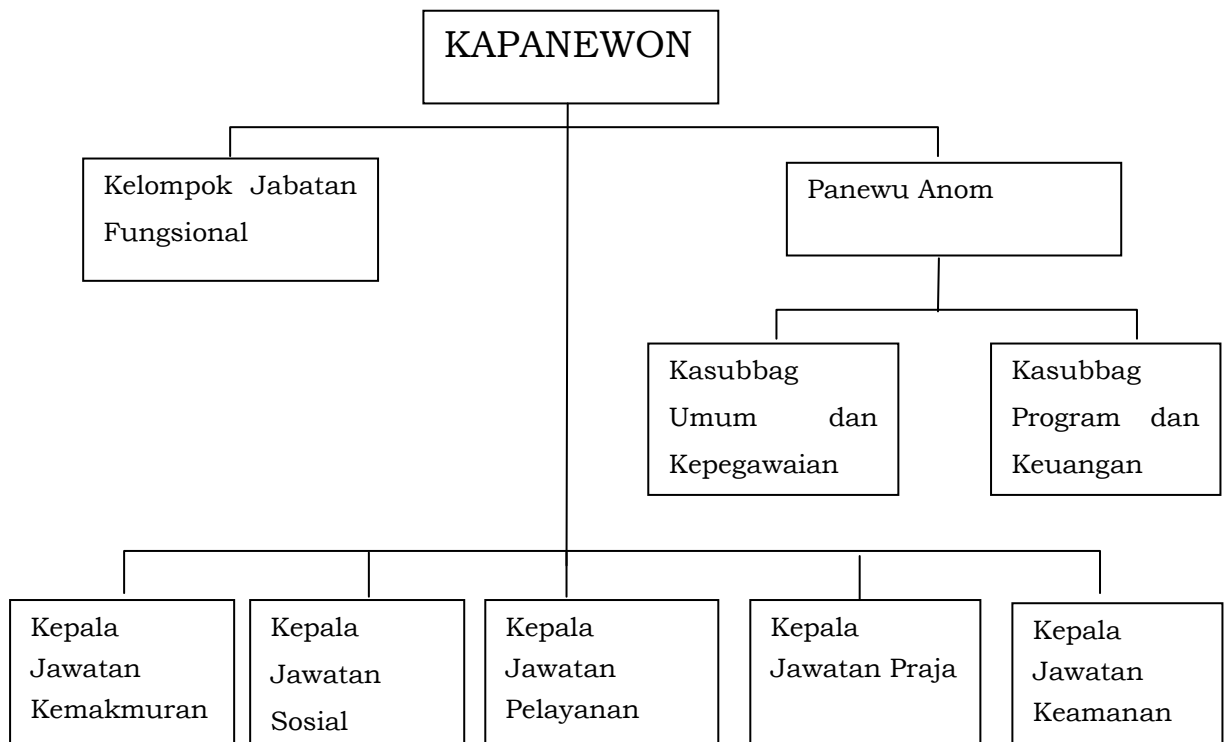 KAPANEWON
Kelompok Jabatan
Fungsional
Panewu Anom
Kasubbag
Umum dan
Kepegawaian
Kasubbag
Program dan
Keuangan
Kepala
Jawatan
Kemakmuran
Kepala
Jawatan
Sosial
Kepala
Jawatan
Pelayanan
Kepala
Jawatan Praja
Kepala
Jawatan
Keamanan